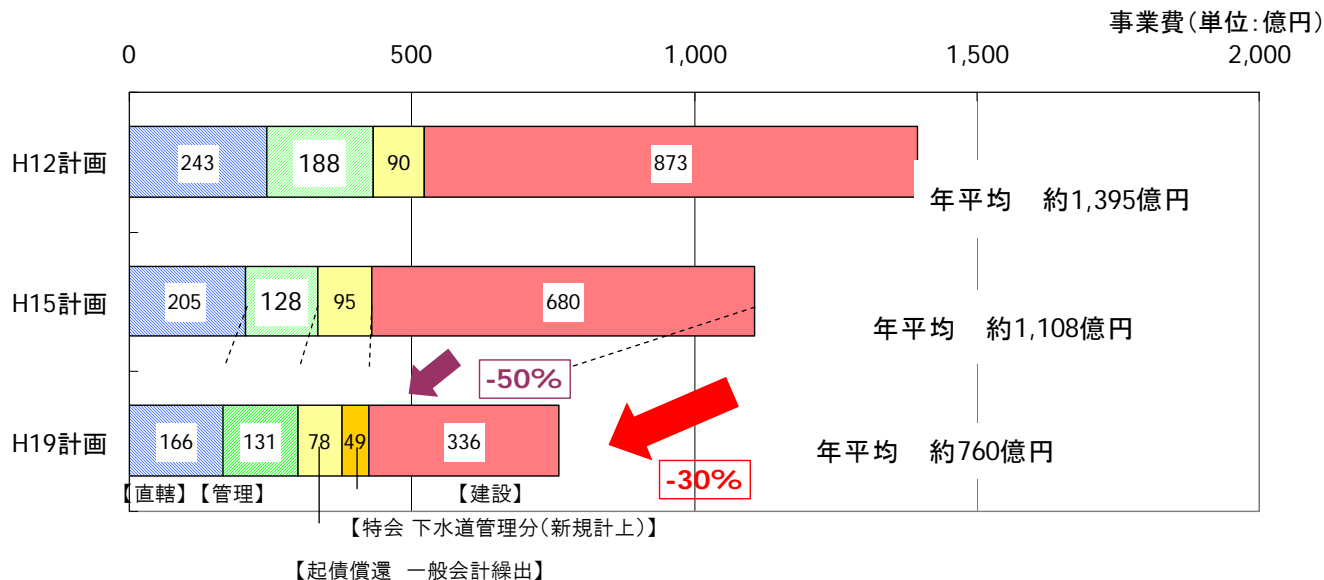 事業費（単位：億円）
0 500 1,000 1,500 2,000
H12計画 243 188 90 873
年平均 約1,395億円
H15計画 205 128 95 680
年平均 約1,108億円
-50%
H19計画 166 131 78 49 336
年平均 約760億円
-30%
【直轄】【管理】 【建設】
【特会 下水道管理分（新規計上）】
【起債償還 一般会計繰出】